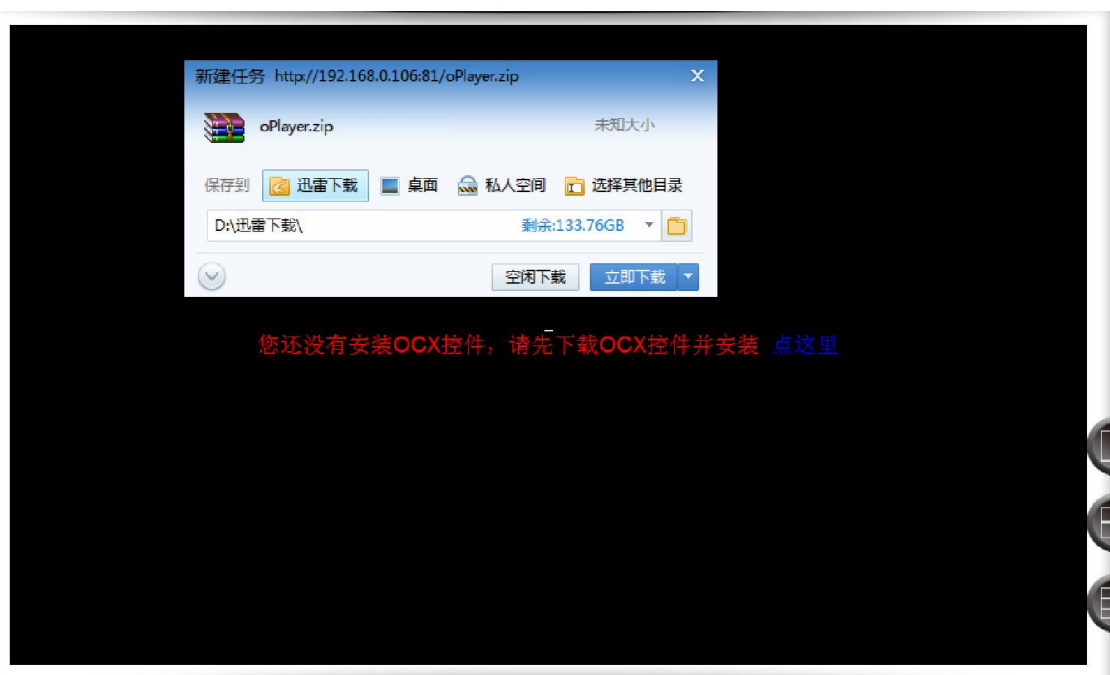 新建任务 http://192.168.0.106:81/oPlayer.zip X
oPlayer.zip 未知大小
保存到 迅雷下载 桌面 私人空间 选择其他目录
D:\迅雷下载\ 剩余:133.76GB
空闲下载 立即下载
您还没有安装OCX控件，请先下载OCX控件并安装 点这里